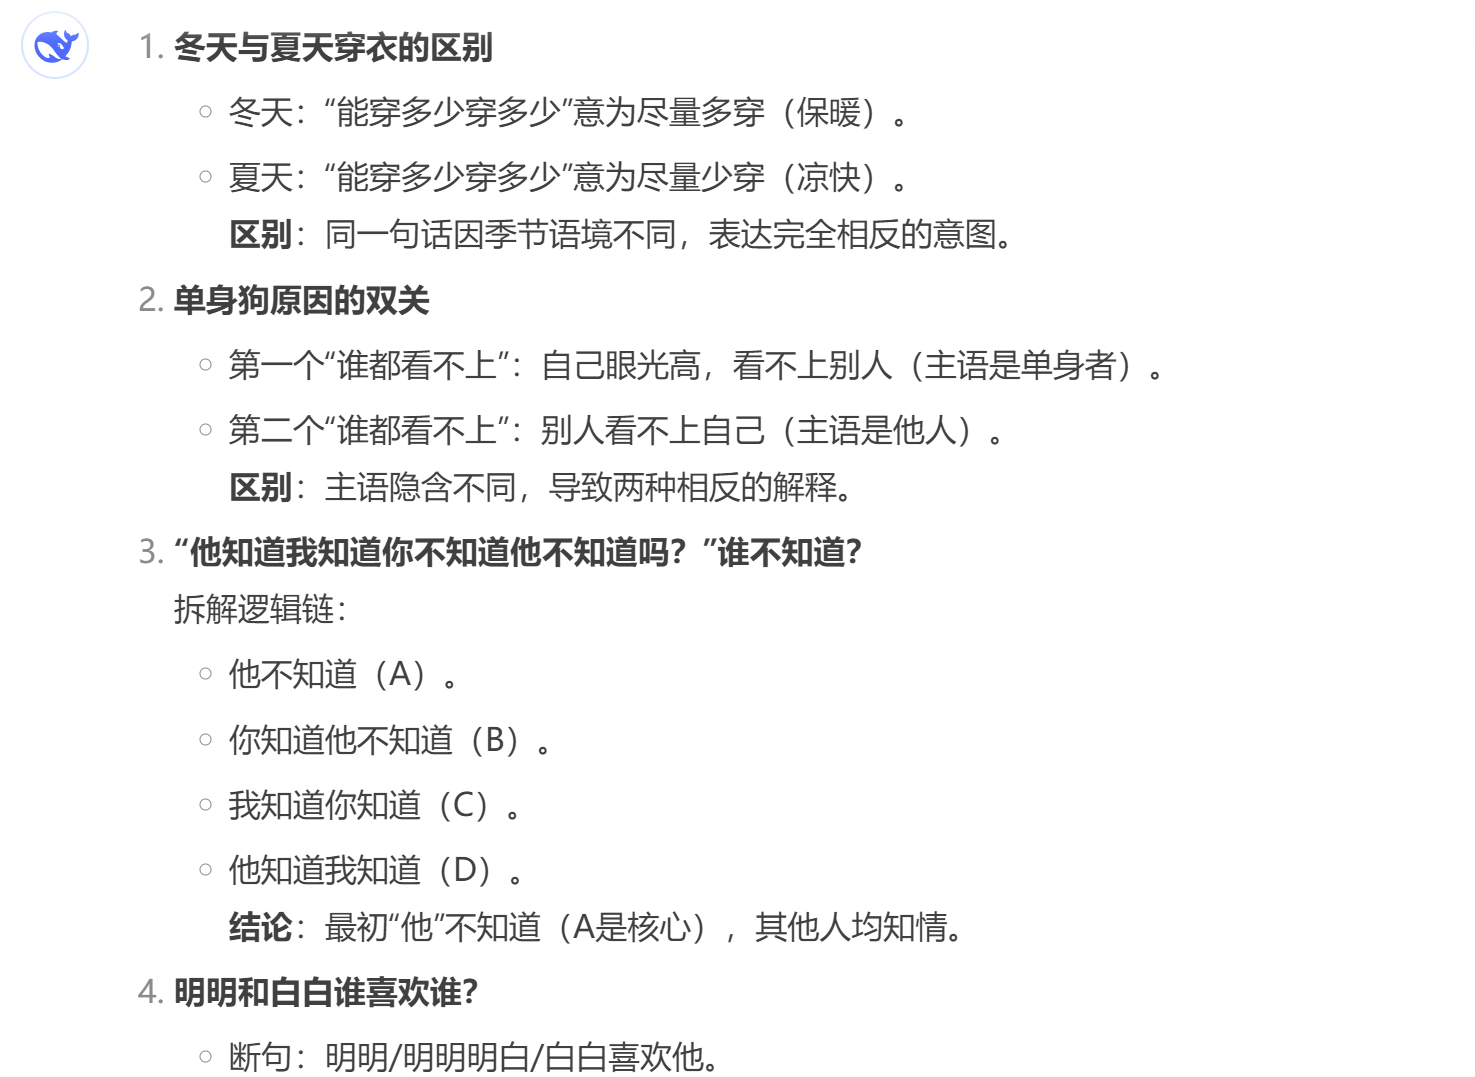 1. 冬天与夏天穿衣的区别
冬天：“能穿多少穿多少”意为尽量多穿（保暖）。
夏天：“能穿多少穿多少”意为尽量少穿（凉快）。
区别：同一句话因季节语境不同，表达完全相反的意图。
2. 单身狗原因的双关
第一个“谁都看不上”：自己眼光高，看不上别人（主语是单身者）。
第二个“谁都看不上”：别人看不上自己（主语是他人）。
区别：主语隐含不同，导致两种相反的解释。
3. “他知道我知道你不知道他不知道吗？”谁不知道？
拆解逻辑链：
他不知道（A）。
你知道他不知道（B）。
我知道你知道（C）。
他知道我知道（D）。
结论：最初“他”不知道（A是核心），其他人均知情。
4. 明明和白白谁喜欢谁？
断句：明明/明明明白/白白喜欢他。